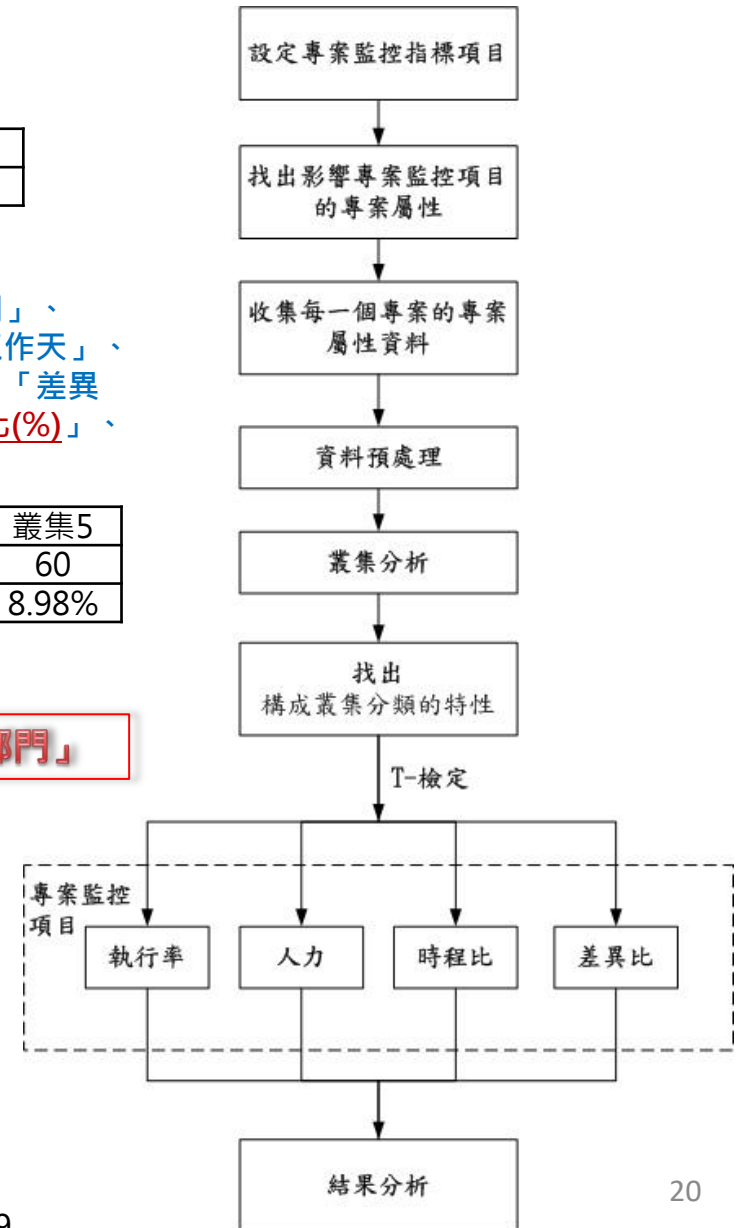 設定專案監控指標項目
找出影響專案監控項目
的專案屬性
收集每一個專案的專案
屬性資料
資料預處理
叢集分析
找出
構成叢集分類的特性
T-檢定
專案監控
項目
執行率
人力
時程比
差異比
結果分析
」、
作天」、
「差異
(%)」、
叢集5
60
8.98%
部門」
20
9